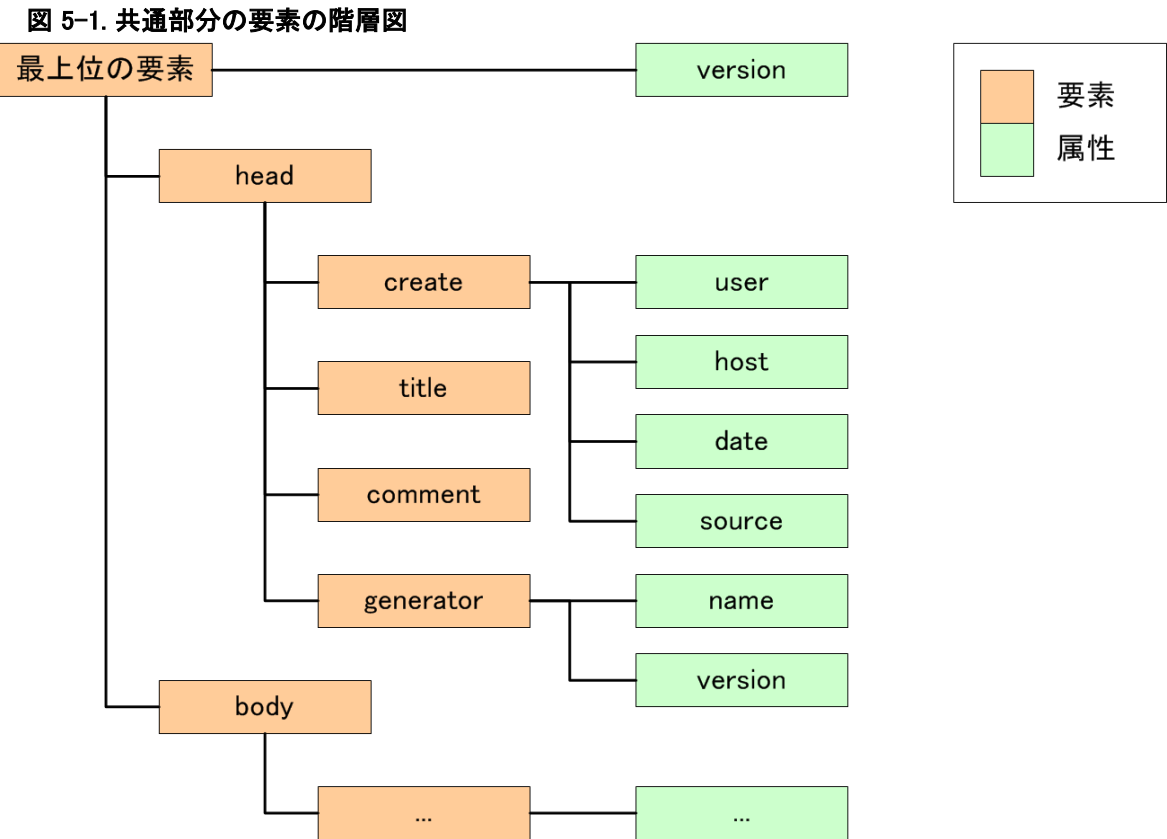 図 5-1. 共通部分の要素の階層図
最上位の要素
version
要素
属性
head
create
user
host
title
date
comment
source
generator
name
version
body
...
...